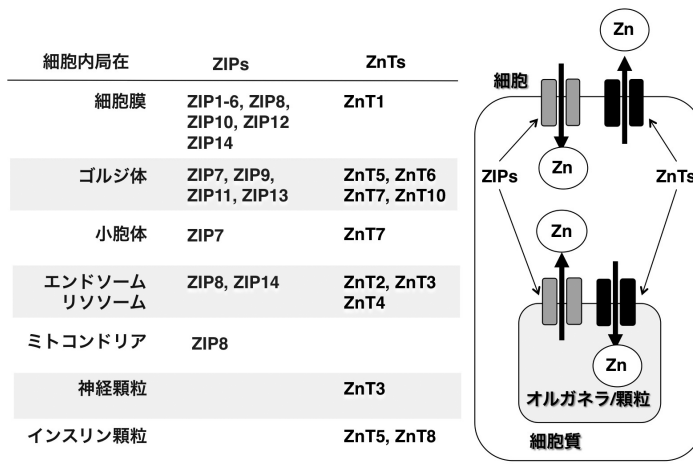 細胞内局在 ZIPs ZnTs
細胞膜 ZIP1-6, ZIP8, ZnT1
ZIP10, ZIP12
ZIP14
ゴルジ体 ZIP7, ZIP9, ZnT5, ZnT6
ZIP11, ZIP13 ZnT7, ZnT10
小胞体 ZIP7 ZnT7
エンドソーム ZIP8, ZIP14 ZnT2, ZnT3
リソソーム ZnT4
ミトコンドリア ZIP8
神経顆粒 ZnT3
インスリン顆粒 ZnT5, ZnT8
Zn
細胞
Zn
ZIPs ZnTs
Zn
Zn
オルガネラ/顆粒
細胞質